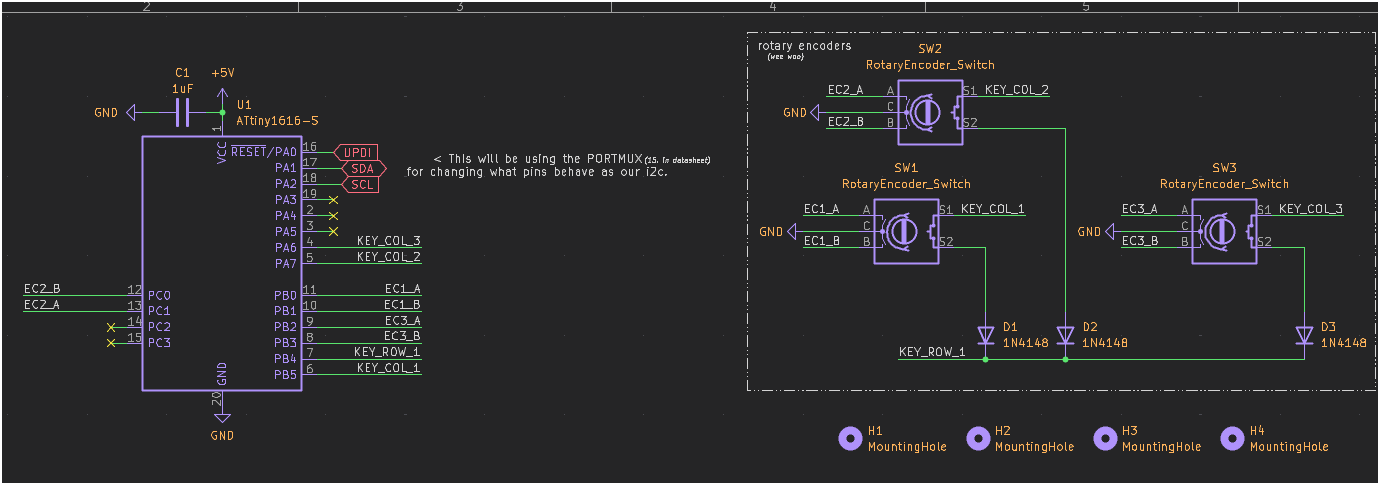 2 3 4 5
rotary encoders
(wee woo)
SW2
RotaryEncoder_Switch
EC2_A A S1 KEY_COL_2
GND C
EC2_B B S2
SW1
RotaryEncoder_Switch
EC1_A A S1 KEY_COL_1
GND C
EC1_B B S2
SW3
RotaryEncoder_Switch
EC3_A A S1 KEY_COL_3
GND C
EC3_B B S2
D1
1N4148
D2
1N4148
D3
1N4148
KEY_ROW_1
C1
1uF
+5V
GND
U1
ATtiny1616-S
1
VCC
RESET/PA0 16 UPDI
PA1 17 SDA
PA2 18 SCL
PA3 19
PA4 2
PA5 3
PA6 4 KEY_COL_3
PA7 5 KEY_COL_2
EC2_B 12 PC0
EC2_A 13 PC1
14 PC2
15 PC3
PB0 11 EC1_A
PB1 10 EC1_B
PB2 9 EC3_A
PB3 8 EC3_B
PB4 7 KEY_ROW_1
PB5 6 KEY_COL_1
GND
20
GND
< This will be using the PORTMUX (15. in datasheet)
for changing what pins behave as our i2c.
H1
MountingHole
H2
MountingHole
H3
MountingHole
H4
MountingHole